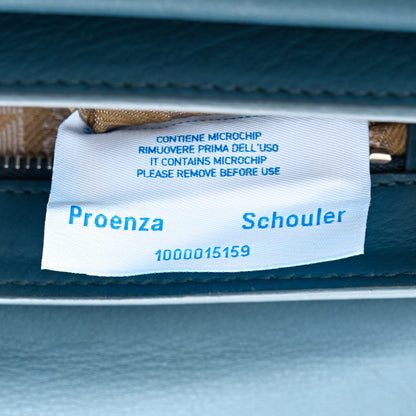 CONTIENE MICROCHIP
RIMUOVERE PRIMA DELL'USO
IT CONTAINS MICROCHIP
PLEASE REMOVE BEFORE USE
Proenza Schouler
1000015159